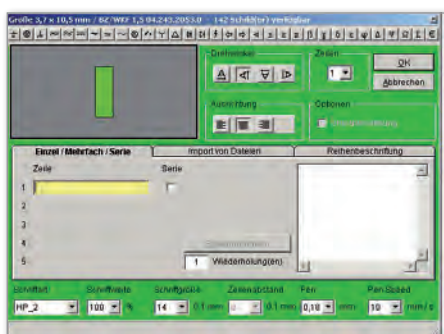 Größe 3,7 x 10,5 mm / BZ/WKF 1,5 04.243.2053.0 - 142 Schild(er) verfügbar
Drehwinkel
Zeilen
1
OK
Abbrechen
Ausrichtung
Optionen
Einzel / Mehrfach / Serie
Import von Dateien
Reihenbeschriftung
Zeile
Serie
1
2
3
4
5
1 Wiederholung(en)
Schriftart Schriftweite Schriftgröße Zeilenabstand Pen Pen Speed
HP_2 100 % 14 0.1 mm 0.1 mm 0,18 mm 10 mm/s